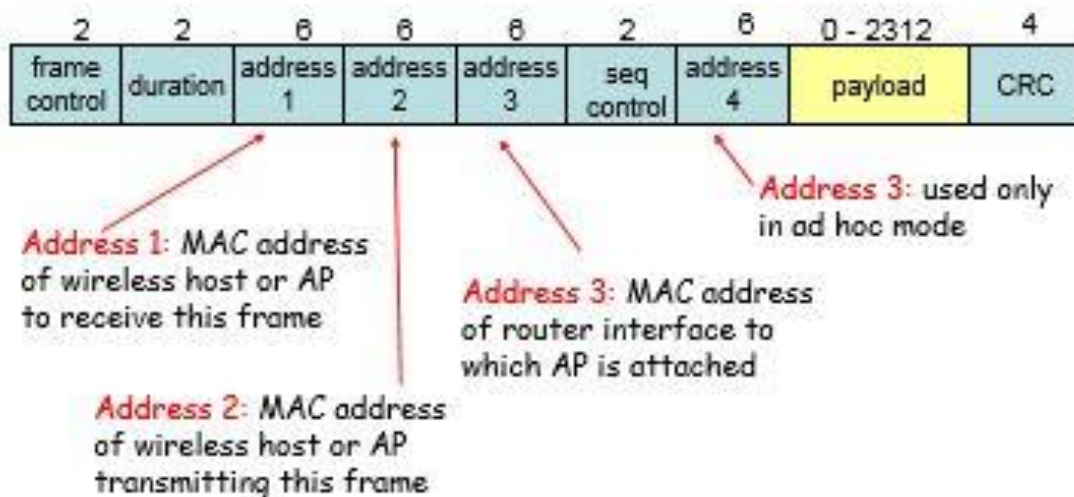 2 2 6 6 6 2 6 0 - 2312 4
frame control
duration
address 1
address 2
address 3
seq control
address 4
payload
CRC
Address 3: used only
in ad hoc mode
Address 1: MAC address
of wireless host or AP
to receive this frame
Address 3: MAC address
of router interface to
which AP is attached
Address 2: MAC address
of wireless host or AP
transmitting this frame